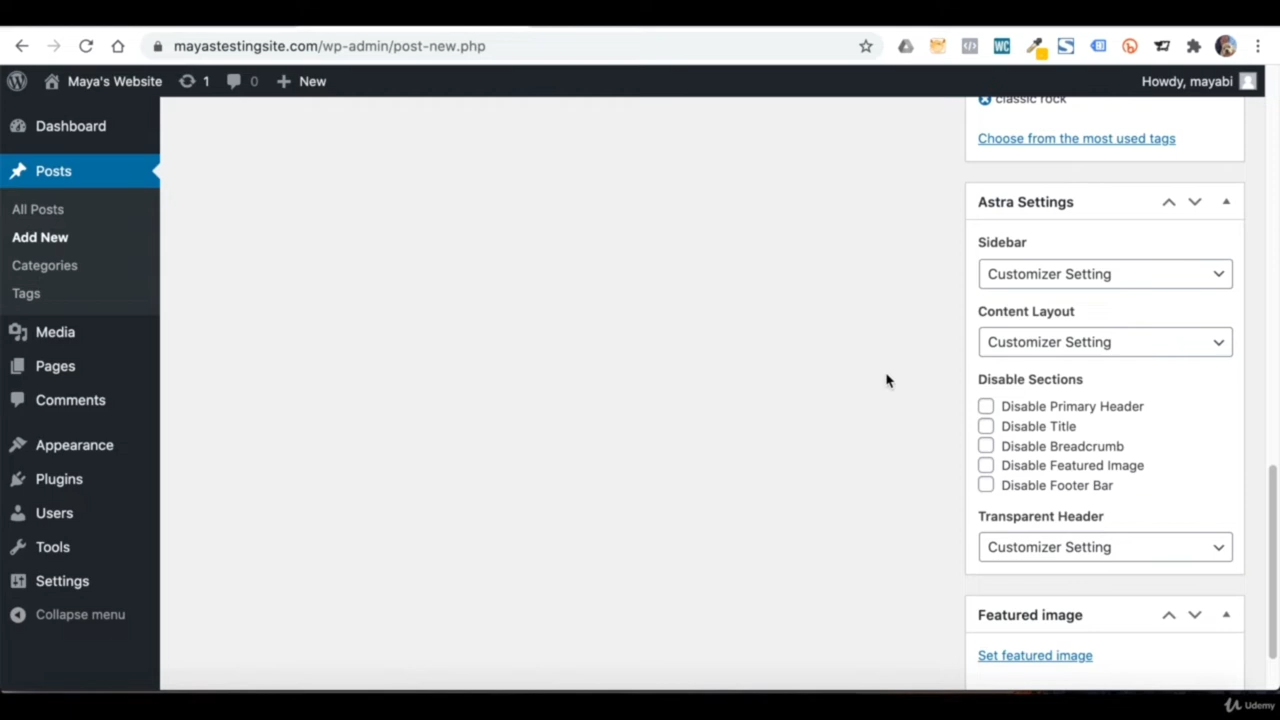 mayastestingsite.com/wp-admin/post-new.php
Maya's Website 1 0 New Howdy, mayabi
Dashboard
Posts
All Posts
Add New
Categories
Tags
Media
Pages
Comments
Appearance
Plugins
Users
Tools
Settings
Collapse menu
classic rock
Choose from the most used tags
Astra Settings
Sidebar
Customizer Setting
Content Layout
Customizer Setting
Disable Sections
Disable Primary Header
Disable Title
Disable Breadcrumb
Disable Featured Image
Disable Footer Bar
Transparent Header
Customizer Setting
Featured image
Set featured image
Udemy